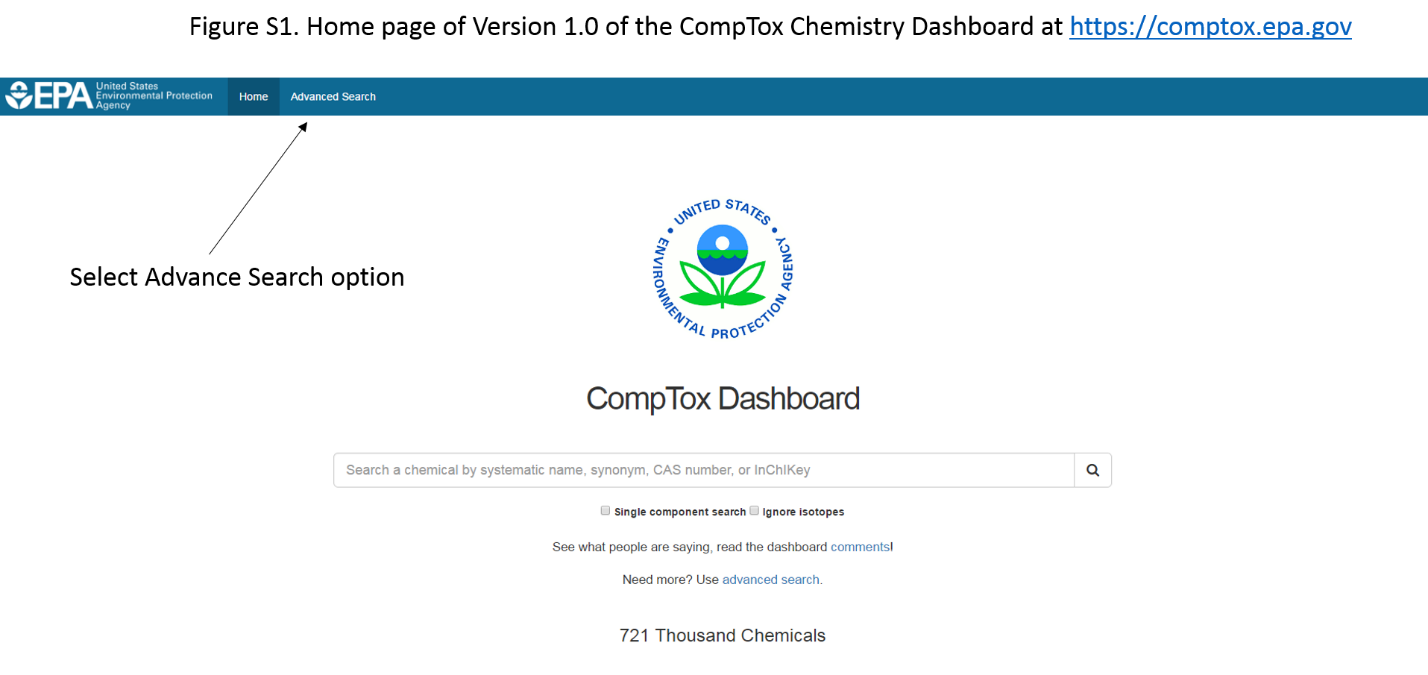 Figure S1. Home page of Version 1.0 of the CompTox Chemistry Dashboard at https://comptox.epa.gov
EPA United States
Environmental Protection
Agency
Home Advanced Search
Select Advance Search option
UNITED STATES • ENVIRONMENTAL PROTECTION AGENCY •
CompTox Dashboard
Search a chemical by systematic name, synonym, CAS number, or InChIKey
Single component search Ignore isotopes
See what people are saying, read the dashboard comments!
Need more? Use advanced search.
721 Thousand Chemicals